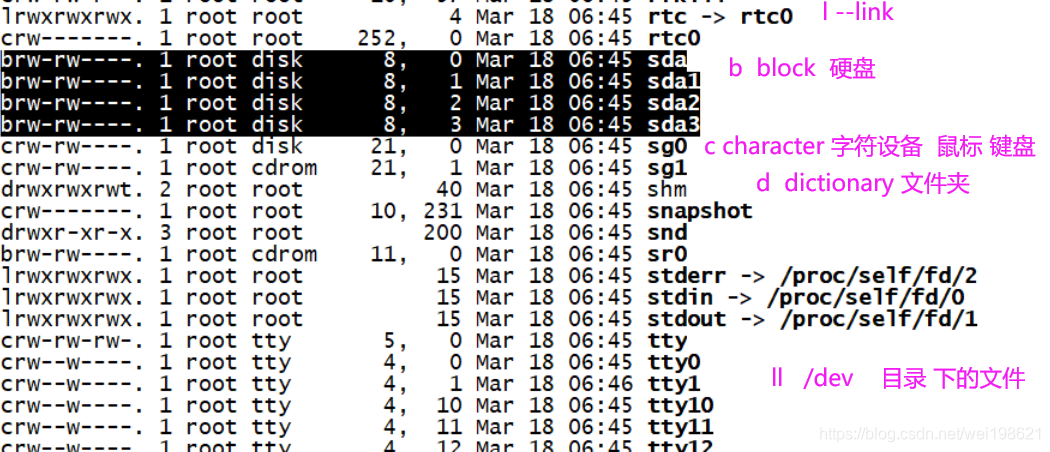 lrwxrwxrwx. 1 root root 4 Mar 18 06:45 rtc -> rtc0 l --link
crw-------. 1 root root 252, 0 Mar 18 06:45 rtc0
brw-rw----. 1 root disk 8, 0 Mar 18 06:45 sda
b block 硬盘
brw-rw----. 1 root disk 8, 1 Mar 18 06:45 sda1
brw-rw----. 1 root disk 8, 2 Mar 18 06:45 sda2
brw-rw----. 1 root disk 8, 3 Mar 18 06:45 sda3
crw-rw----. 1 root disk 21, 0 Mar 18 06:45 sg0 c character 字符设备 鼠标 键盘
crw-rw----. 1 root cdrom 21, 1 Mar 18 06:45 sg1
drwxrwxrwt. 2 root root 40 Mar 18 06:45 shm d dictionary 文件夹
crw-------. 1 root root 10, 231 Mar 18 06:45 snapshot
drwxr-xr-x. 3 root root 200 Mar 18 06:45 snd
brw-rw----. 1 root cdrom 11, 0 Mar 18 06:45 sr0
lrwxrwxrwx. 1 root root 15 Mar 18 06:45 stderr -> /proc/self/fd/2
lrwxrwxrwx. 1 root root 15 Mar 18 06:45 stdin -> /proc/self/fd/0
lrwxrwxrwx. 1 root root 15 Mar 18 06:45 stdout -> /proc/self/fd/1
crw-rw-rw-. 1 root tty 5, 0 Mar 18 06:45 tty
crw--w----. 1 root tty 4, 0 Mar 18 06:45 tty0
crw--w----. 1 root tty 4, 1 Mar 18 06:46 tty1 ll /dev 目录 下的文件
crw--w----. 1 root tty 4, 10 Mar 18 06:45 tty10
crw--w----. 1 root tty 4, 11 Mar 18 06:45 tty11
crw--w----. 1 root tty 4, 12 Mar 18 06:45 tty12
https://blog.csdn.net/wei198621